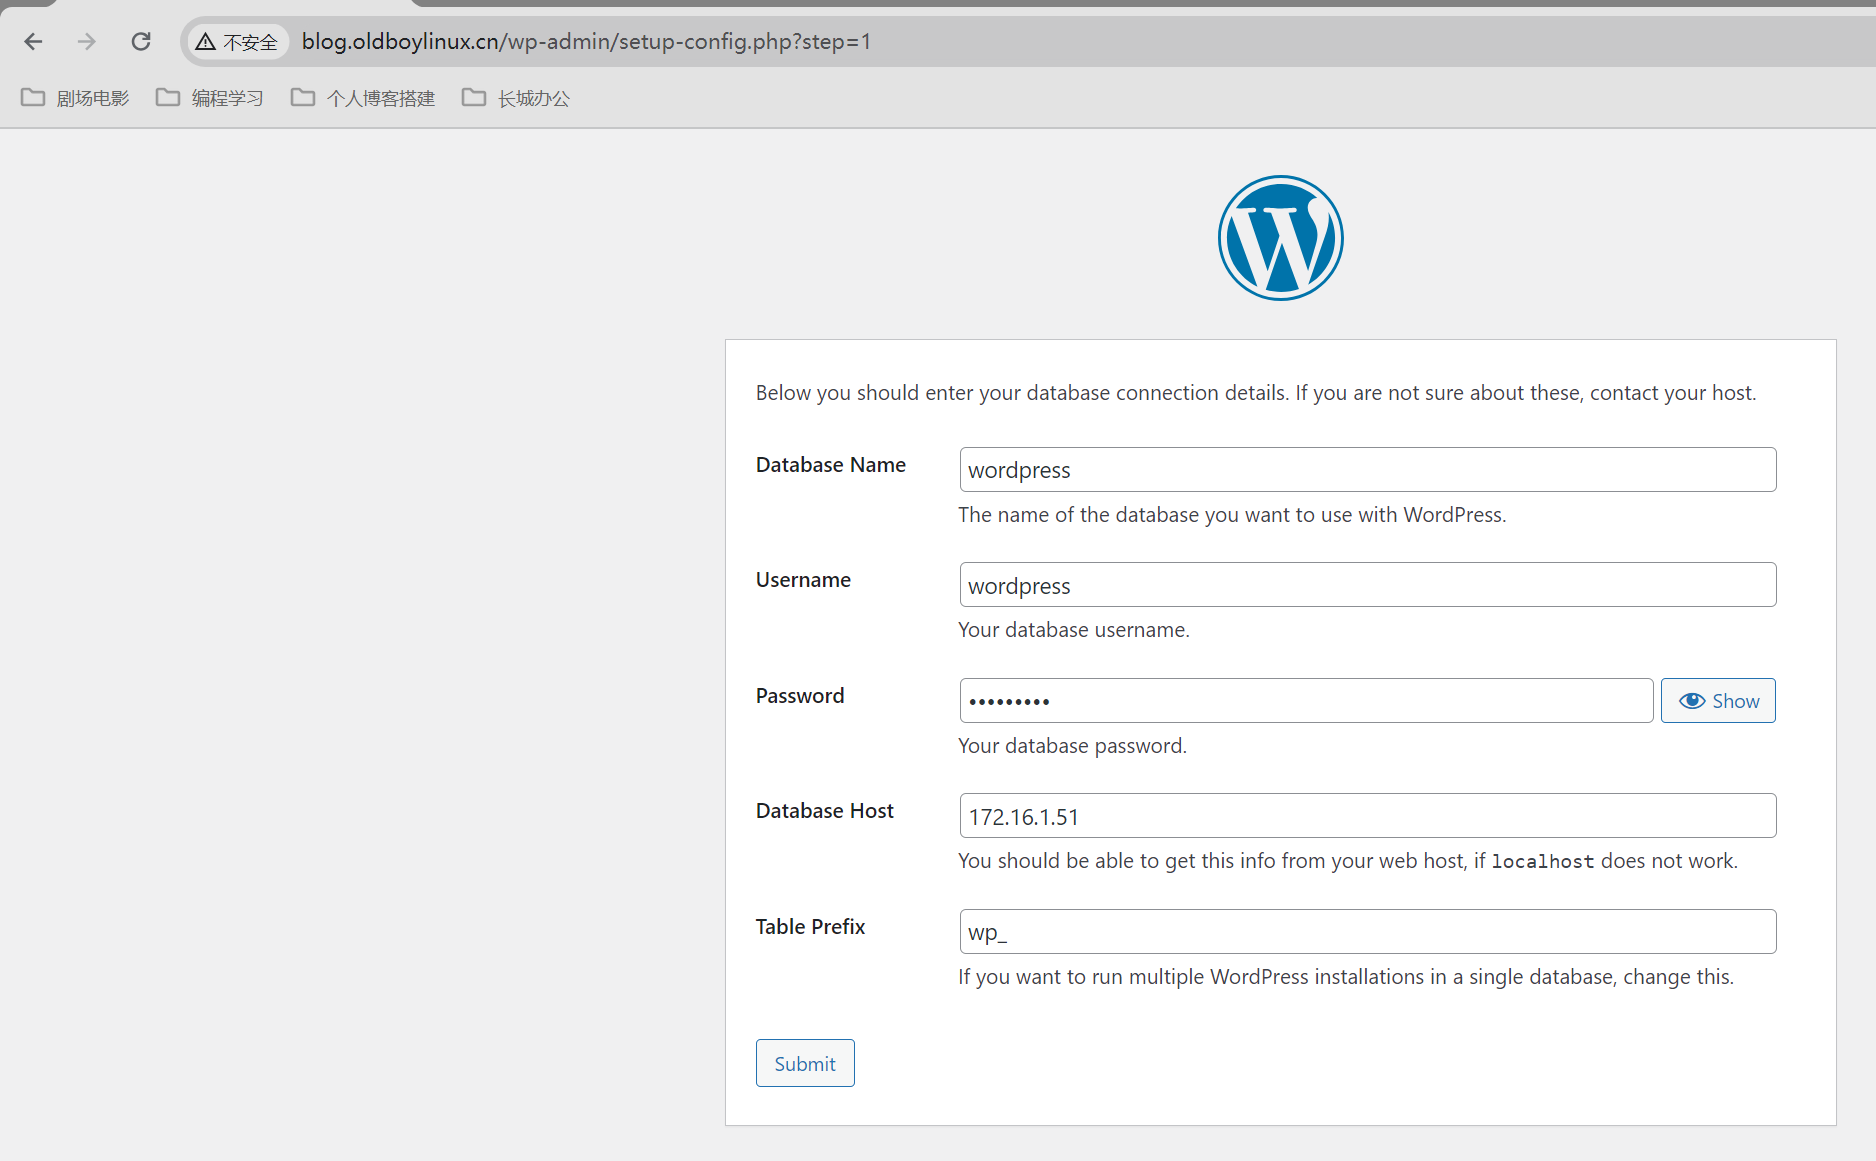 不安全 blog.oldboylinux.cn/wp-admin/setup-config.php?step=1
剧场电影 编程学习 个人博客搭建 长城办公
Below you should enter your database connection details. If you are not sure about these, contact your host.
Database Name wordpress
The name of the database you want to use with WordPress.
Username wordpress
Your database username.
Password ••••••••• Show
Your database password.
Database Host 172.16.1.51
You should be able to get this info from your web host, if localhost does not work.
Table Prefix wp_
If you want to run multiple WordPress installations in a single database, change this.
Submit